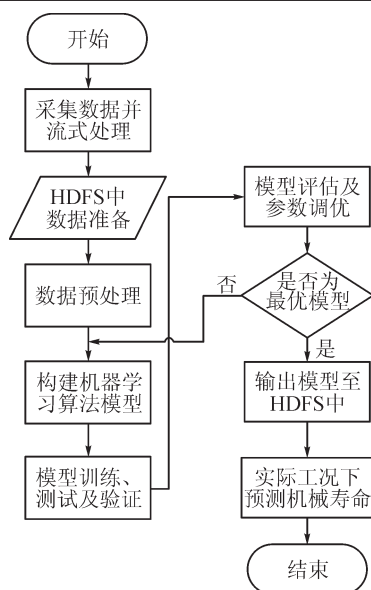 开始
采集数据并
流式处理
HDFS中
数据准备
数据预处理
构建机器学
习算法模型
模型训练、
测试及验证
模型评估及
参数调优
是否为
最优模型
否
是
输出模型至
HDFS中
实际工况下
预测机械寿命
结束